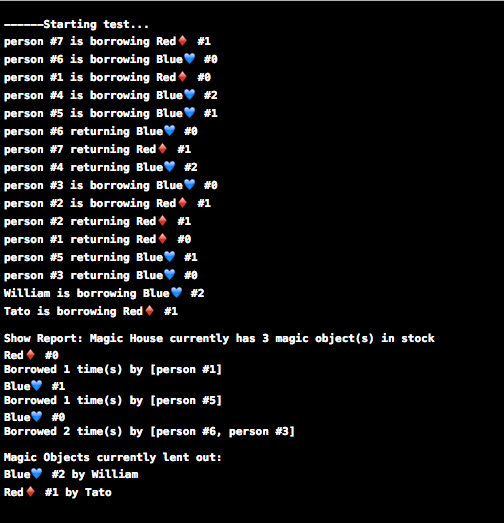 ------Starting test...
person #7 is borrowing Red♦️ #1
person #6 is borrowing Blue💙 #0
person #1 is borrowing Red♦️ #0
person #4 is borrowing Blue💙 #2
person #5 is borrowing Blue💙 #1
person #6 returning Blue💙 #0
person #7 returning Red♦️ #1
person #4 returning Blue💙 #2
person #3 is borrowing Blue💙 #0
person #2 is borrowing Red♦️ #1
person #2 returning Red♦️ #1
person #1 returning Red♦️ #0
person #5 returning Blue💙 #1
person #3 returning Blue💙 #0
William is borrowing Blue💙 #2
Tato is borrowing Red♦️ #1
Show Report: Magic House currently has 3 magic object(s) in stock
Red♦️ #0
Borrowed 1 time(s) by [person #1]
Blue💙 #1
Borrowed 1 time(s) by [person #5]
Blue💙 #0
Borrowed 2 time(s) by [person #6, person #3]
Magic Objects currently lent out:
Blue💙 #2 by William
Red♦️ #1 by Tato